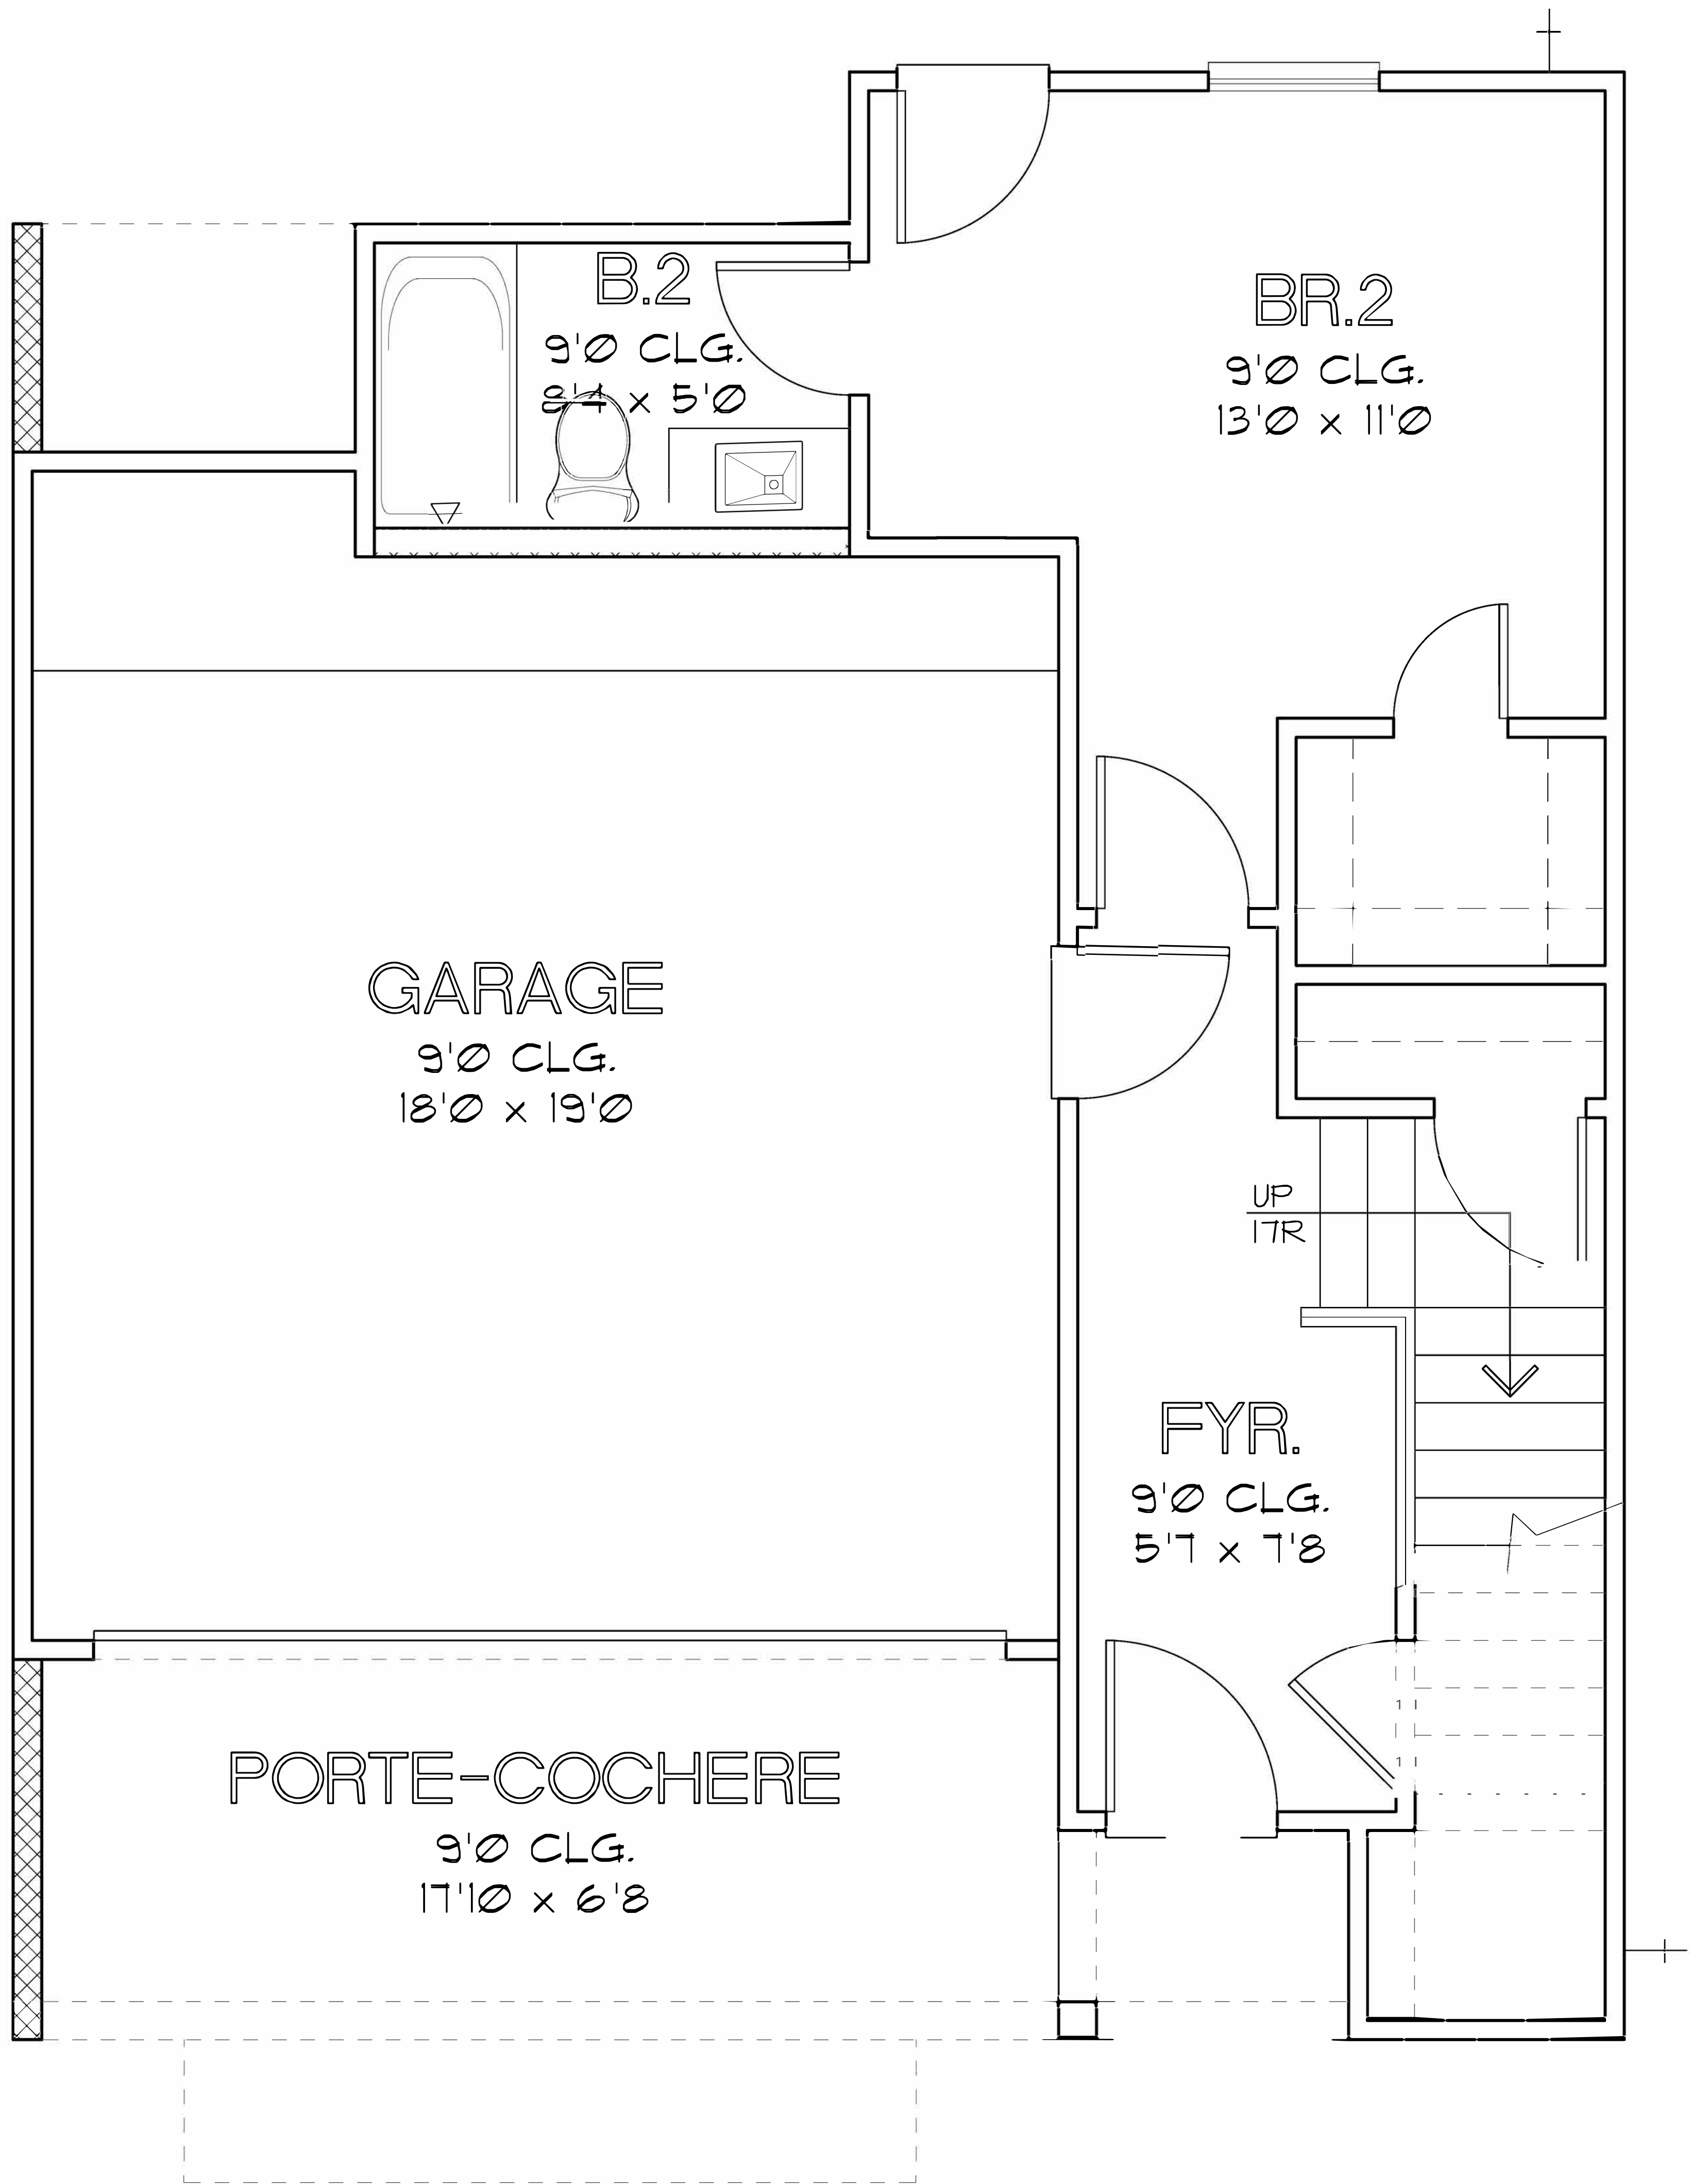 B.2
9'0 CLG.
8'4 x 5'0
BR.2
9'0 CLG.
13'0 x 11'0
GARAGE
9'0 CLG.
18'0 x 19'0
UP
17R
FYR.
9'0 CLG.
5'7 x 7'8
PORTE-COCHERE
9'0 CLG.
17'10 x 6'8